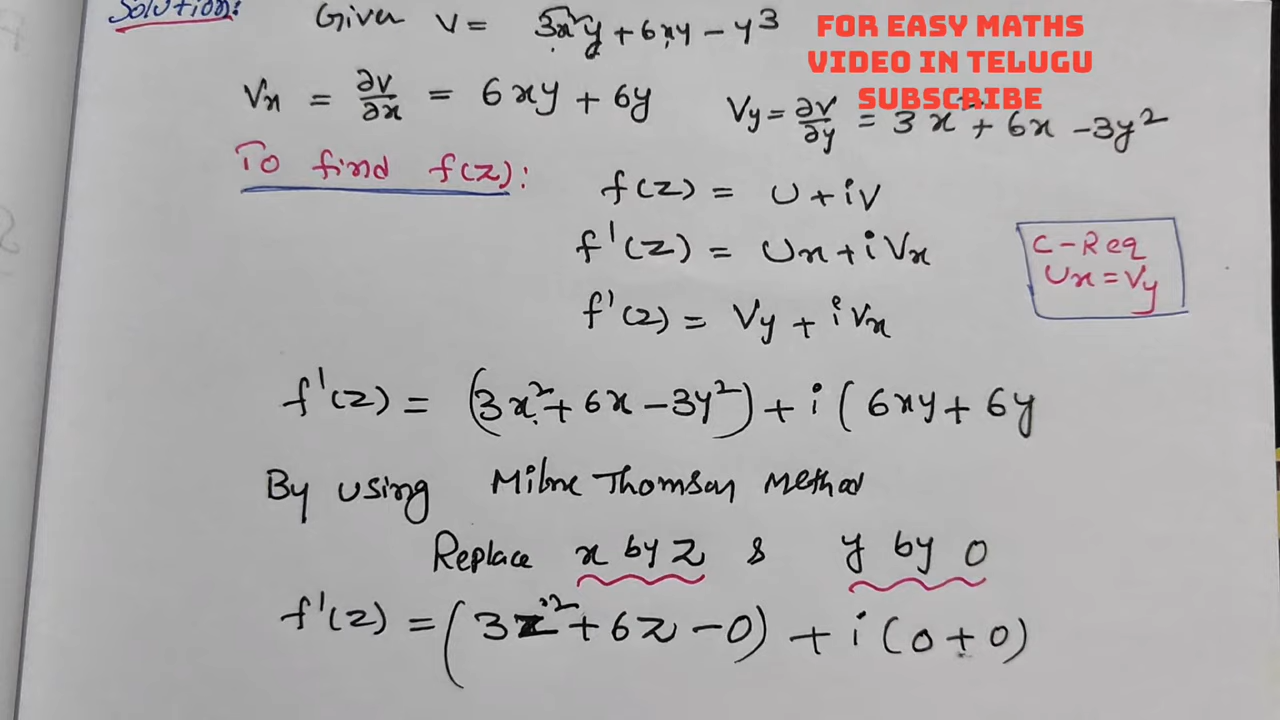 Solution:
Given V = 3x²y + 6xy - y³
FOR EASY MATHS
VIDEO IN TELUGU
SUBSCRIBE
Vx = ∂v/∂x = 6xy + 6y
Vy = ∂v/∂y = 3x² + 6x - 3y²
To find f(z):
f(z) = U + iV
f'(z) = Ux + iVx
C-Req
Ux = Vy
f'(z) = Vy + iVx
f'(z) = (3x² + 6x - 3y²) + i(6xy + 6y
By using Milne Thomson Method
Replace x by z & y by 0
f'(z) = (3z² + 6z - 0) + i(0 + 0)